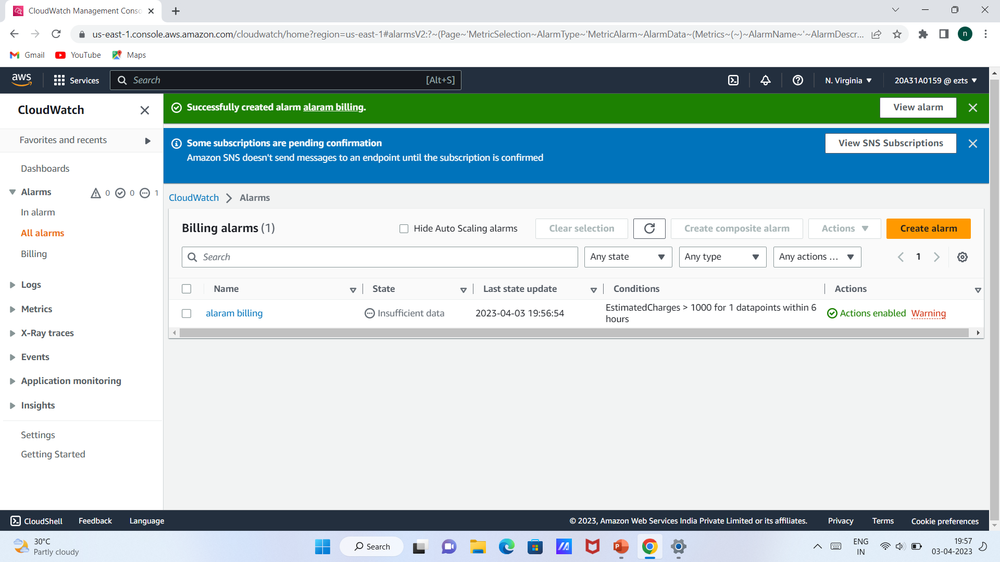 CloudWatch Management Conso
us-east-1.console.aws.amazon.com/cloudwatch/home?region=us-east-1#alarmsV2:?~(Page~'MetricSelection~AlarmType~'MetricAlarm~AlarmData~(Metrics~(~)~AlarmName~'~AlarmDescr...
n
Gmail
YouTube
Maps
aws
Services
Search
[Alt+S]
N. Virginia
20A31A0159 @ ezts
CloudWatch
Favorites and recents
Dashboards
Alarms
0
0
1
In alarm
All alarms
Billing
Logs
Metrics
X-Ray traces
Events
Application monitoring
Insights
Settings
Getting Started
Successfully created alarm alaram billing.
View alarm
Some subscriptions are pending confirmation
View SNS Subscriptions
Amazon SNS doesn't send messages to an endpoint until the subscription is confirmed
CloudWatch
Alarms
Billing alarms (1)
Hide Auto Scaling alarms
Clear selection
Create composite alarm
Actions
Create alarm
Search
Any state
Any type
Any actions ...
1
Name
State
Last state update
Conditions
Actions
alaram billing
Insufficient data
2023-04-03 19:56:54
EstimatedCharges > 1000 for 1 datapoints within 6
hours
Actions enabled
Warning
CloudShell
Feedback
Language
© 2023, Amazon Web Services India Private Limited or its affiliates.
Privacy
Terms
Cookie preferences
30°C
Partly cloudy
Search
ENG
IN
19:57
03-04-2023